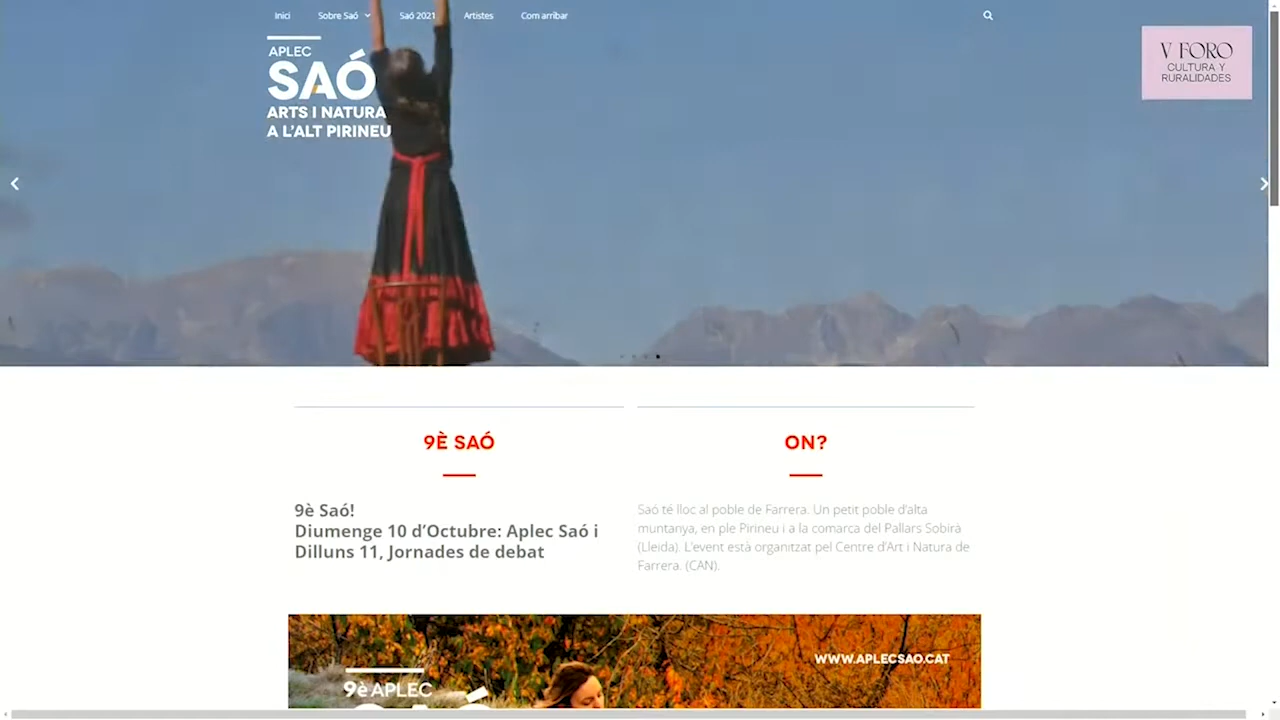 Inici
Sobre Saó
Saó 2021
Artistes
Com arribar
APLEC
SAÓ
ARTS I NATURA
A L'ALT PIRINEU
V FORO
CULTURA Y
RURALIDADES
9È SAÓ
ON?
9è Saó!
Diumenge 10 d'Octubre: Aplec Saó i
Dilluns 11, Jornades de debat
Saó té lloc al poble de Farrera. Un petit poble d'alta
muntanya, en ple Pirineu i a la comarca del Pallars Sobirà
(Lleida). L'event està organitzat pel Centre d'Art i Natura de
Farrera. (CAN).
WWW.APLECSAO.CAT
9è APLEC